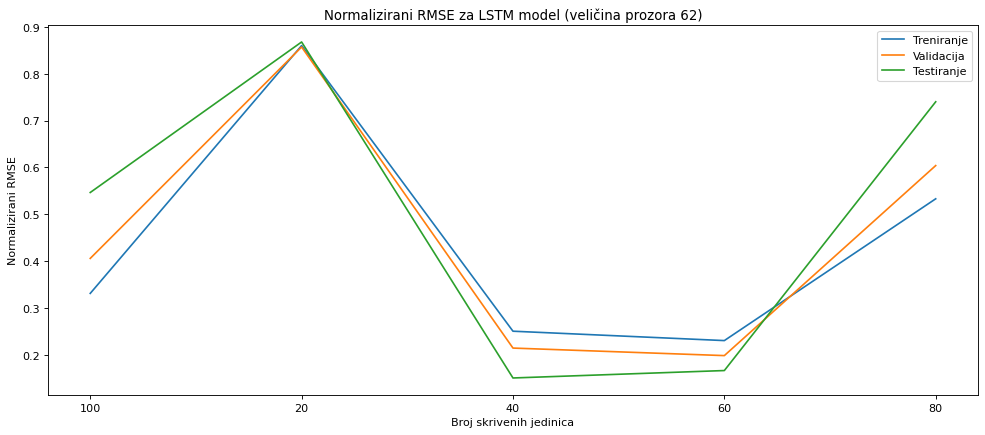 Normalizirani RMSE za LSTM model (veličina prozora 62)
0.9
0.8
0.7
0.6
0.5
0.4
0.3
0.2
Normalizirani RMSE
Treniranje
Validacija
Testiranje
100
20
40
60
80
Broj skrivenih jedinica